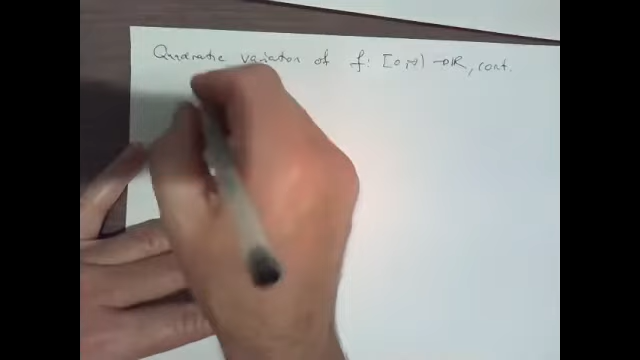 Quadratic variation of f: [0,∞) → ℝ, cont.